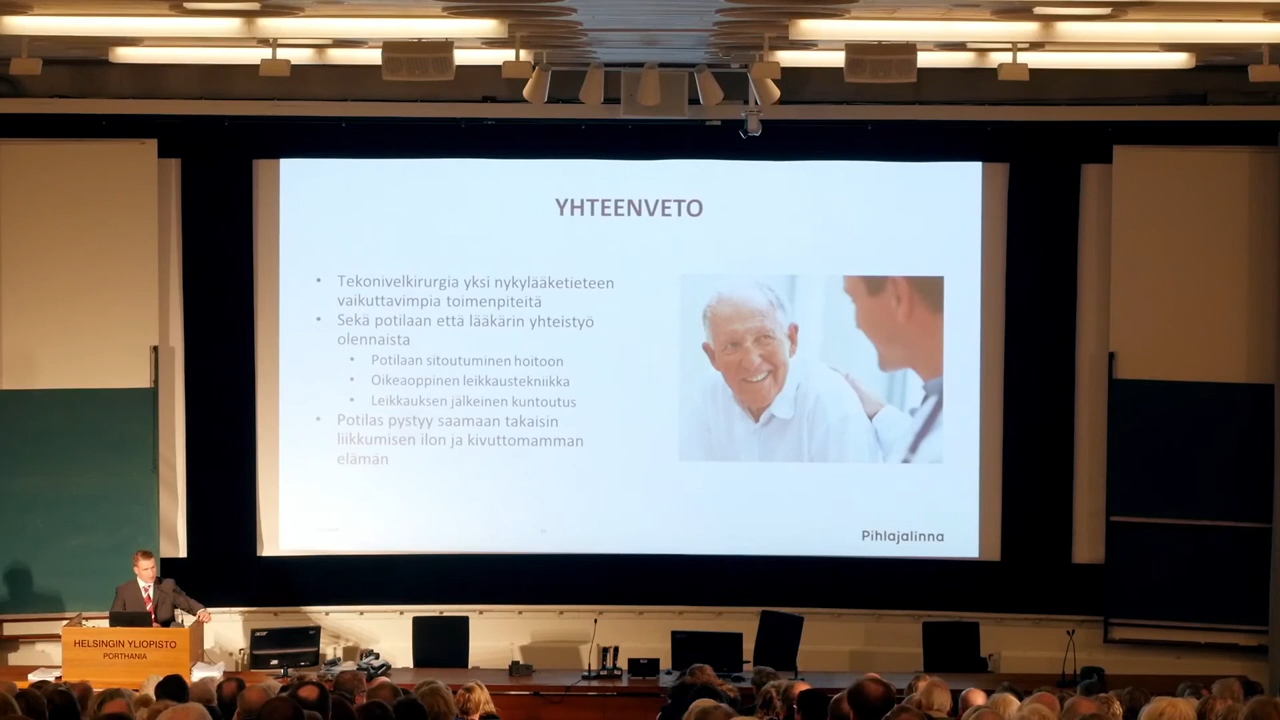 YHTEENVETO
• Tekonivelkirurgia yksi nykylääketieteen
vaikuttavimpia toimenpiteitä
• Sekä potilaan että lääkärin yhteistyö
olennaista
• Potilaan sitoutuminen hoitoon
• Oikeaoppinen leikkaustekniikka
• Leikkauksen jälkeinen kuntoutus
• Potilas pystyy saamaan takaisin
liikkumisen ilon ja kivuttomamman
elämän
Pihlajalinna
HELSINGIN YLIOPISTO
PORTHANIA
acer